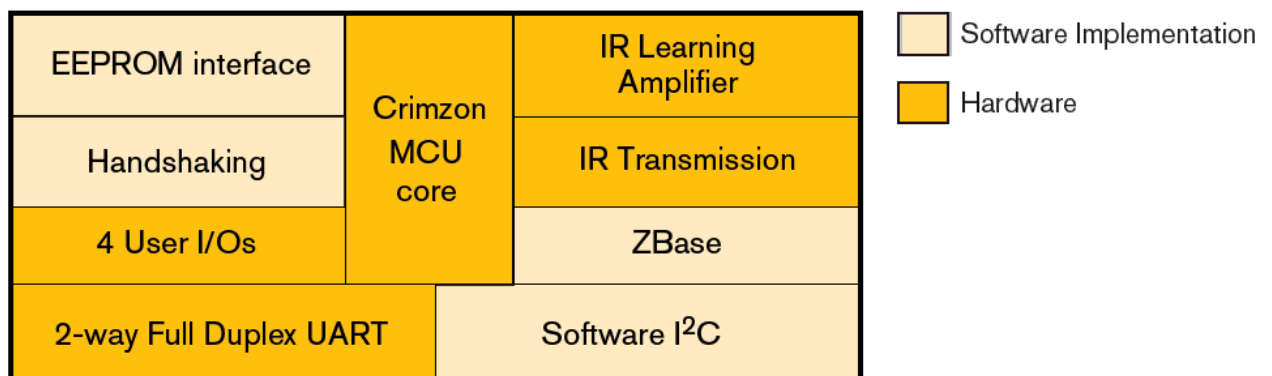 EEPROM interface
Handshaking
4 User I/Os
2-way Full Duplex UART
Crimzon
MCU
core
IR Learning
Amplifier
IR Transmission
ZBase
Software I²C
Software Implementation
Hardware